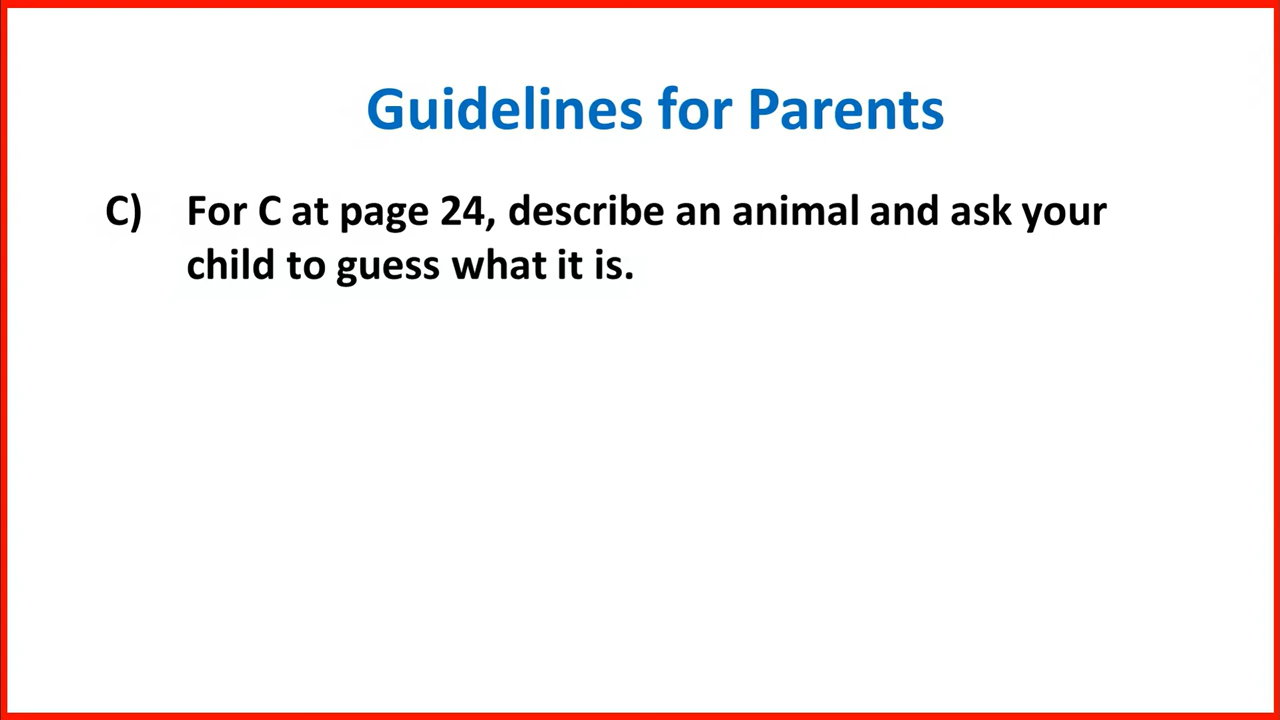 Guidelines for Parents
C) For C at page 24, describe an animal and ask your
child to guess what it is.